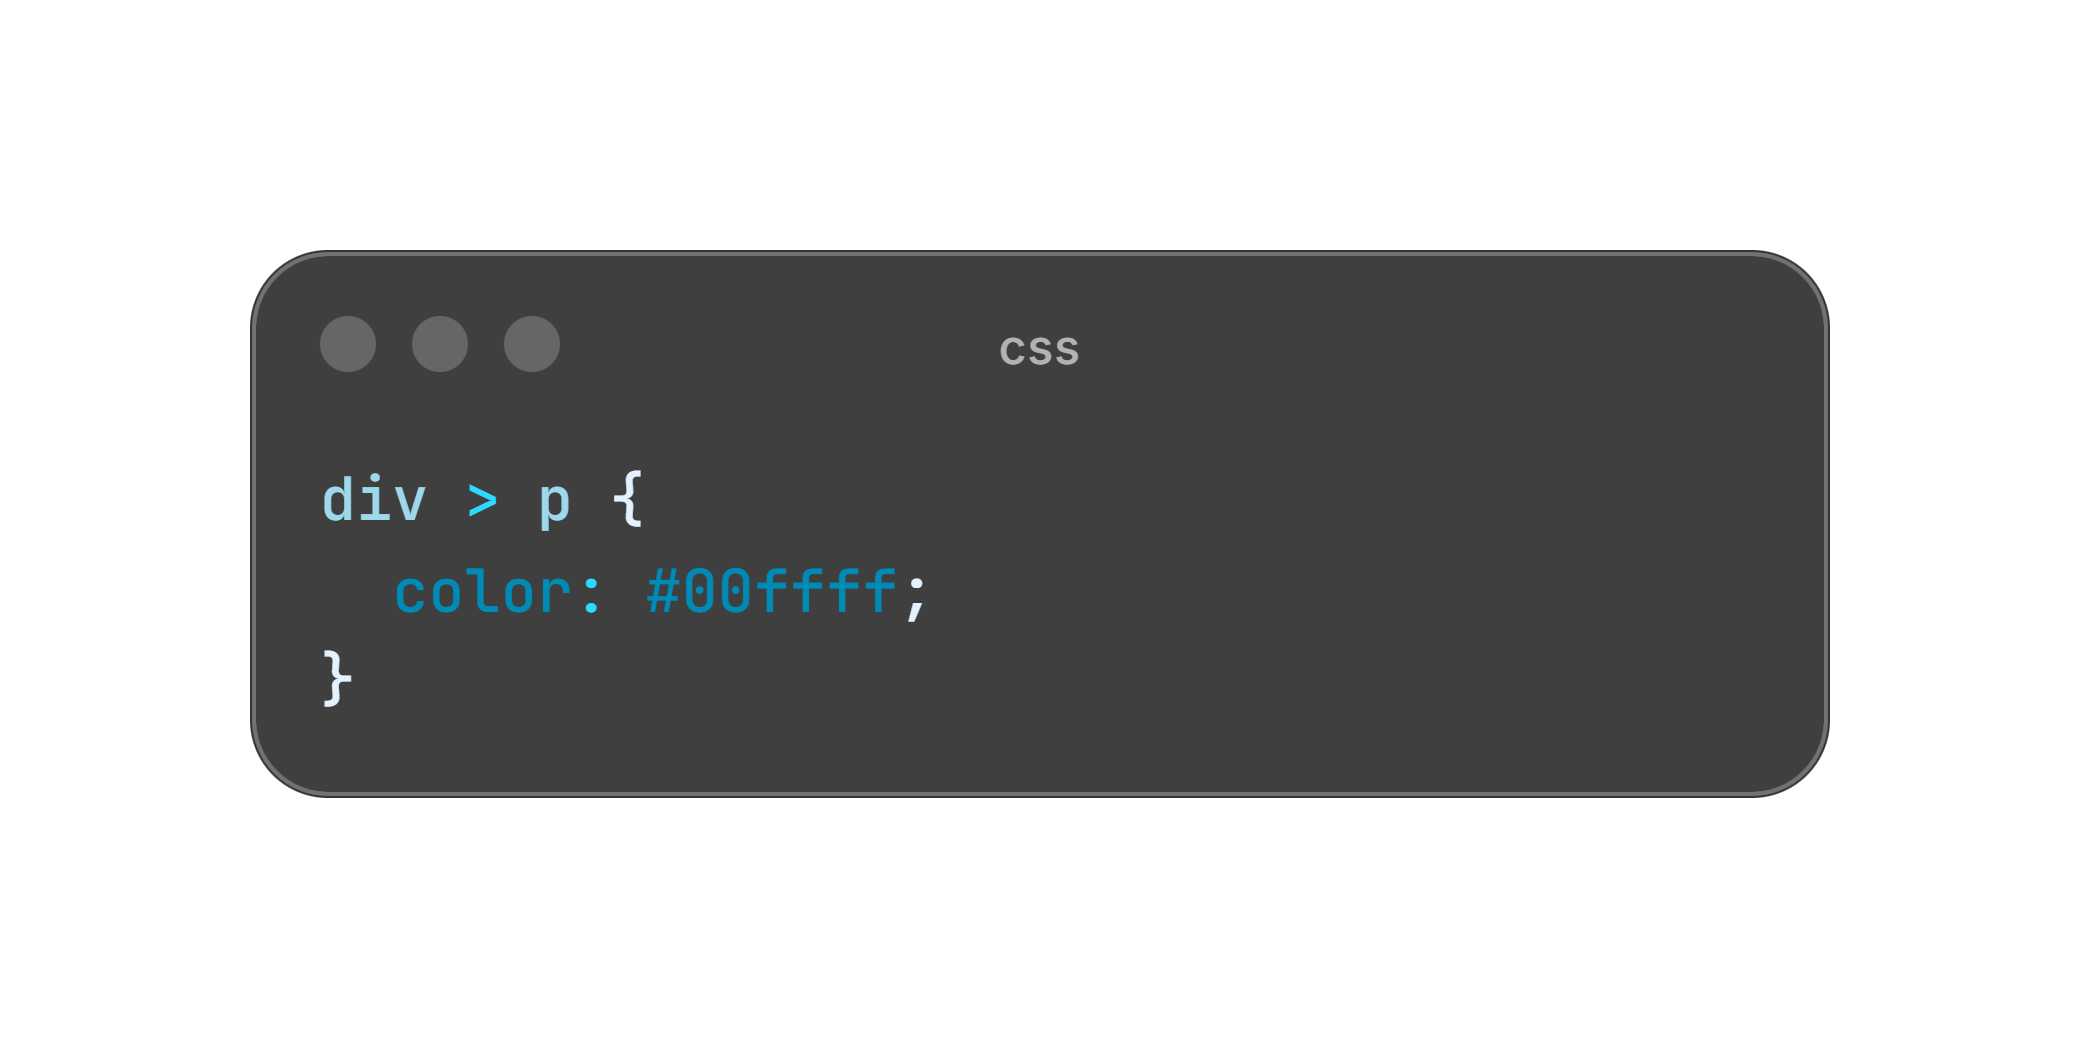 css
div > p {
  color: #00ffff;
}